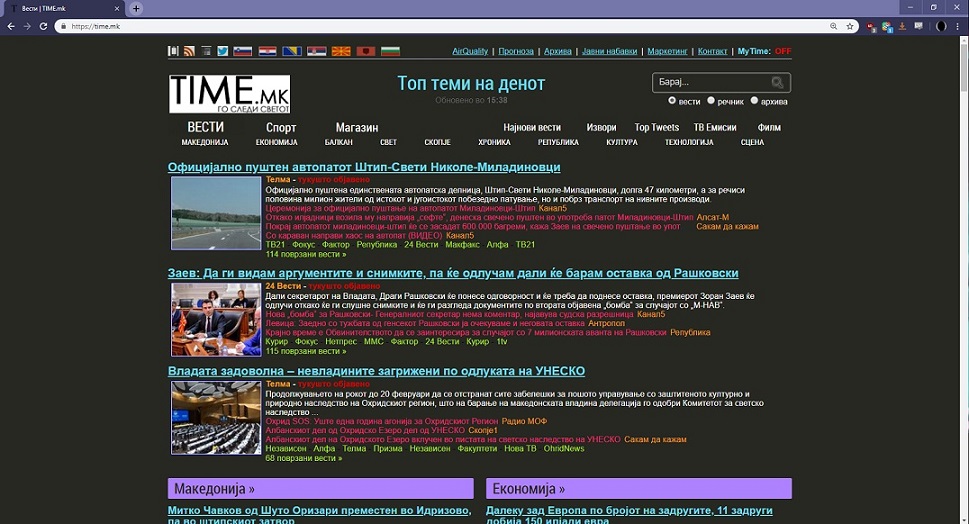 Вести | TIME.mk
https://time.mk
AirQuality | Прогноза | Архива | Јавни набавки | Маркетинг | Контакт | MyTime: OFF
TIME.MK
ГО СЛЕДИ СВЕТОТ
Топ теми на денот
Обновено во 15:38
Барај...
вести речник архива
ВЕСТИ Спорт Магазин Најнови вести Извори Top Tweets ТВ Емисии Филм
МАКЕДОНИЈА ЕКОНОМИЈА БАЛКАН СВЕТ СКОПЈЕ ХРОНИКА РЕПУБЛИКА КУЛТУРА ТЕХНОЛОГИЈА СЦЕНА
Официјално пуштен автопатот Штип-Свети Николе-Миладиновци
Телма - тукушто објавено
Официјално пуштена единствената автопатска делница, Штип-Свети Николе-Миладиновци, долга 47 километри, а за речиси
половина милион жители од истокот и југоистокот побезедно патување, но и побрз транспорт на нивните производи.
Церемонија за официјално пуштање на автопатот Миладиновци-Штип Канал5
Откако илјадници возила му направија „софте", денеска свечено пуштен во употреба патот Миладиновци-Штип Алсат-М
Покрај автопатот миладиновци-штип ќе се засадат 600.000 багреми, кажа Заев на свечено пуштање во упот Сакам да кажам
Со караван направи хаос на автопат (ВИДЕО) Канал5
ТВ21 Фокус Фактор Република 24 Вести Макфакс Алфа ТВ21
114 поврзани вести »
Заев: Да ги видам аргументите и снимките, па ќе одлучам дали ќе барам оставка од Рашковски
24 Вести - тукушто објавено
Дали секретарот на Владата, Драги Рашковски ќе понесе одговорност и ќе треба да поднесе оставка, премиерот Зоран Заев ќе
одлучи откако ќе ги слушне снимките и ќе ги разгледа документите по втората објавена „бомба" за случајот со „М-НАВ".
Нова „бомба" за Рашковски- Генералниот секретар нема коментар, најавува судска разрешница Канал5
Левица: Заедно со тужбата од генсекот Рашковски ја очекуваме и неговата оставка Антропол
Крајно време е Обвинителството да се заинтересира за случајот со 7 милионската аванта на Рашковски Република
Курир Фокус Нетпрес ММС Фактор 24 Вести Курир 1tv
115 поврзани вести »
Владата задоволна – невладините загрижени по одлуката на УНЕСКО
Телма - тукушто објавено
Продолжувањето на рокот до 20 февруари да се отстранат сите забелешки за лошото управување со заштитеното културно и
природно наследство на Охридскиот регион, што на барање на македонската владина делегација го одобри Комитетот за светско
наследство ...
Охрид SOS: Уште една година агонија за Охридскиот Регион Радио МОФ
Албанскиот дел од Охридско Езеро дел од УНЕСКО Скопје1
Албанскиот дел на Охридското Езеро вклучен во листата на светско наследство на УНЕСКО Сакам да кажам
Независен Алфа Телма Призма Независен Факултети Нова ТВ OhridNews
68 поврзани вести »
Македонија »
Економија »
Митко Чавков од Шуто Оризари преместен во Идризово,
па во штипскиот затвор
Далеку зад Европа по бројот на задругите, 11 задруги
добија 150 илјади евра